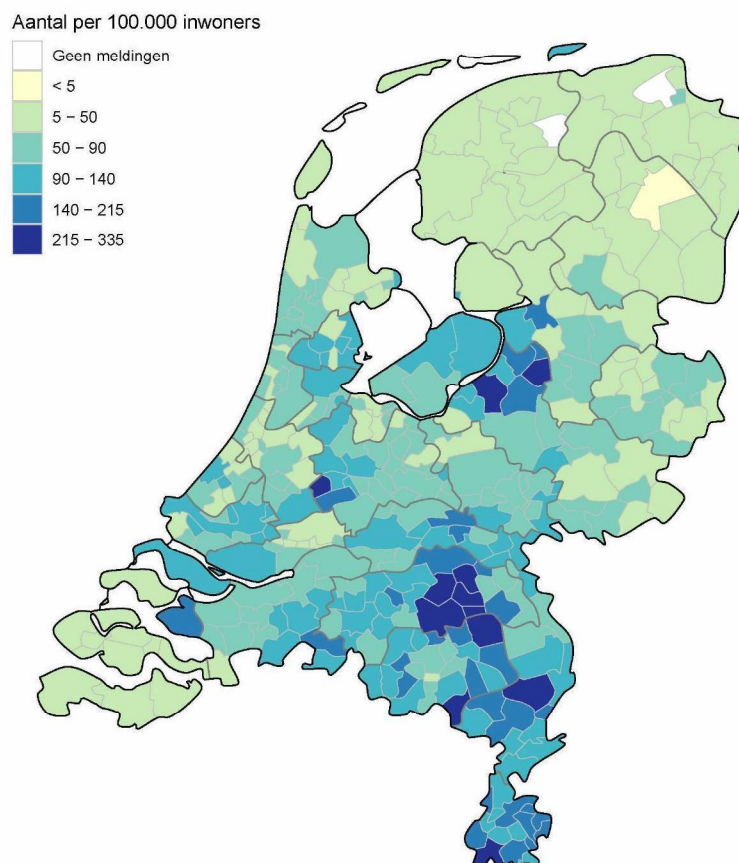 Aantal per 100.000 inwoners
Geen meldingen
< 5
5 – 50
50 – 90
90 – 140
140 – 215
215 – 335